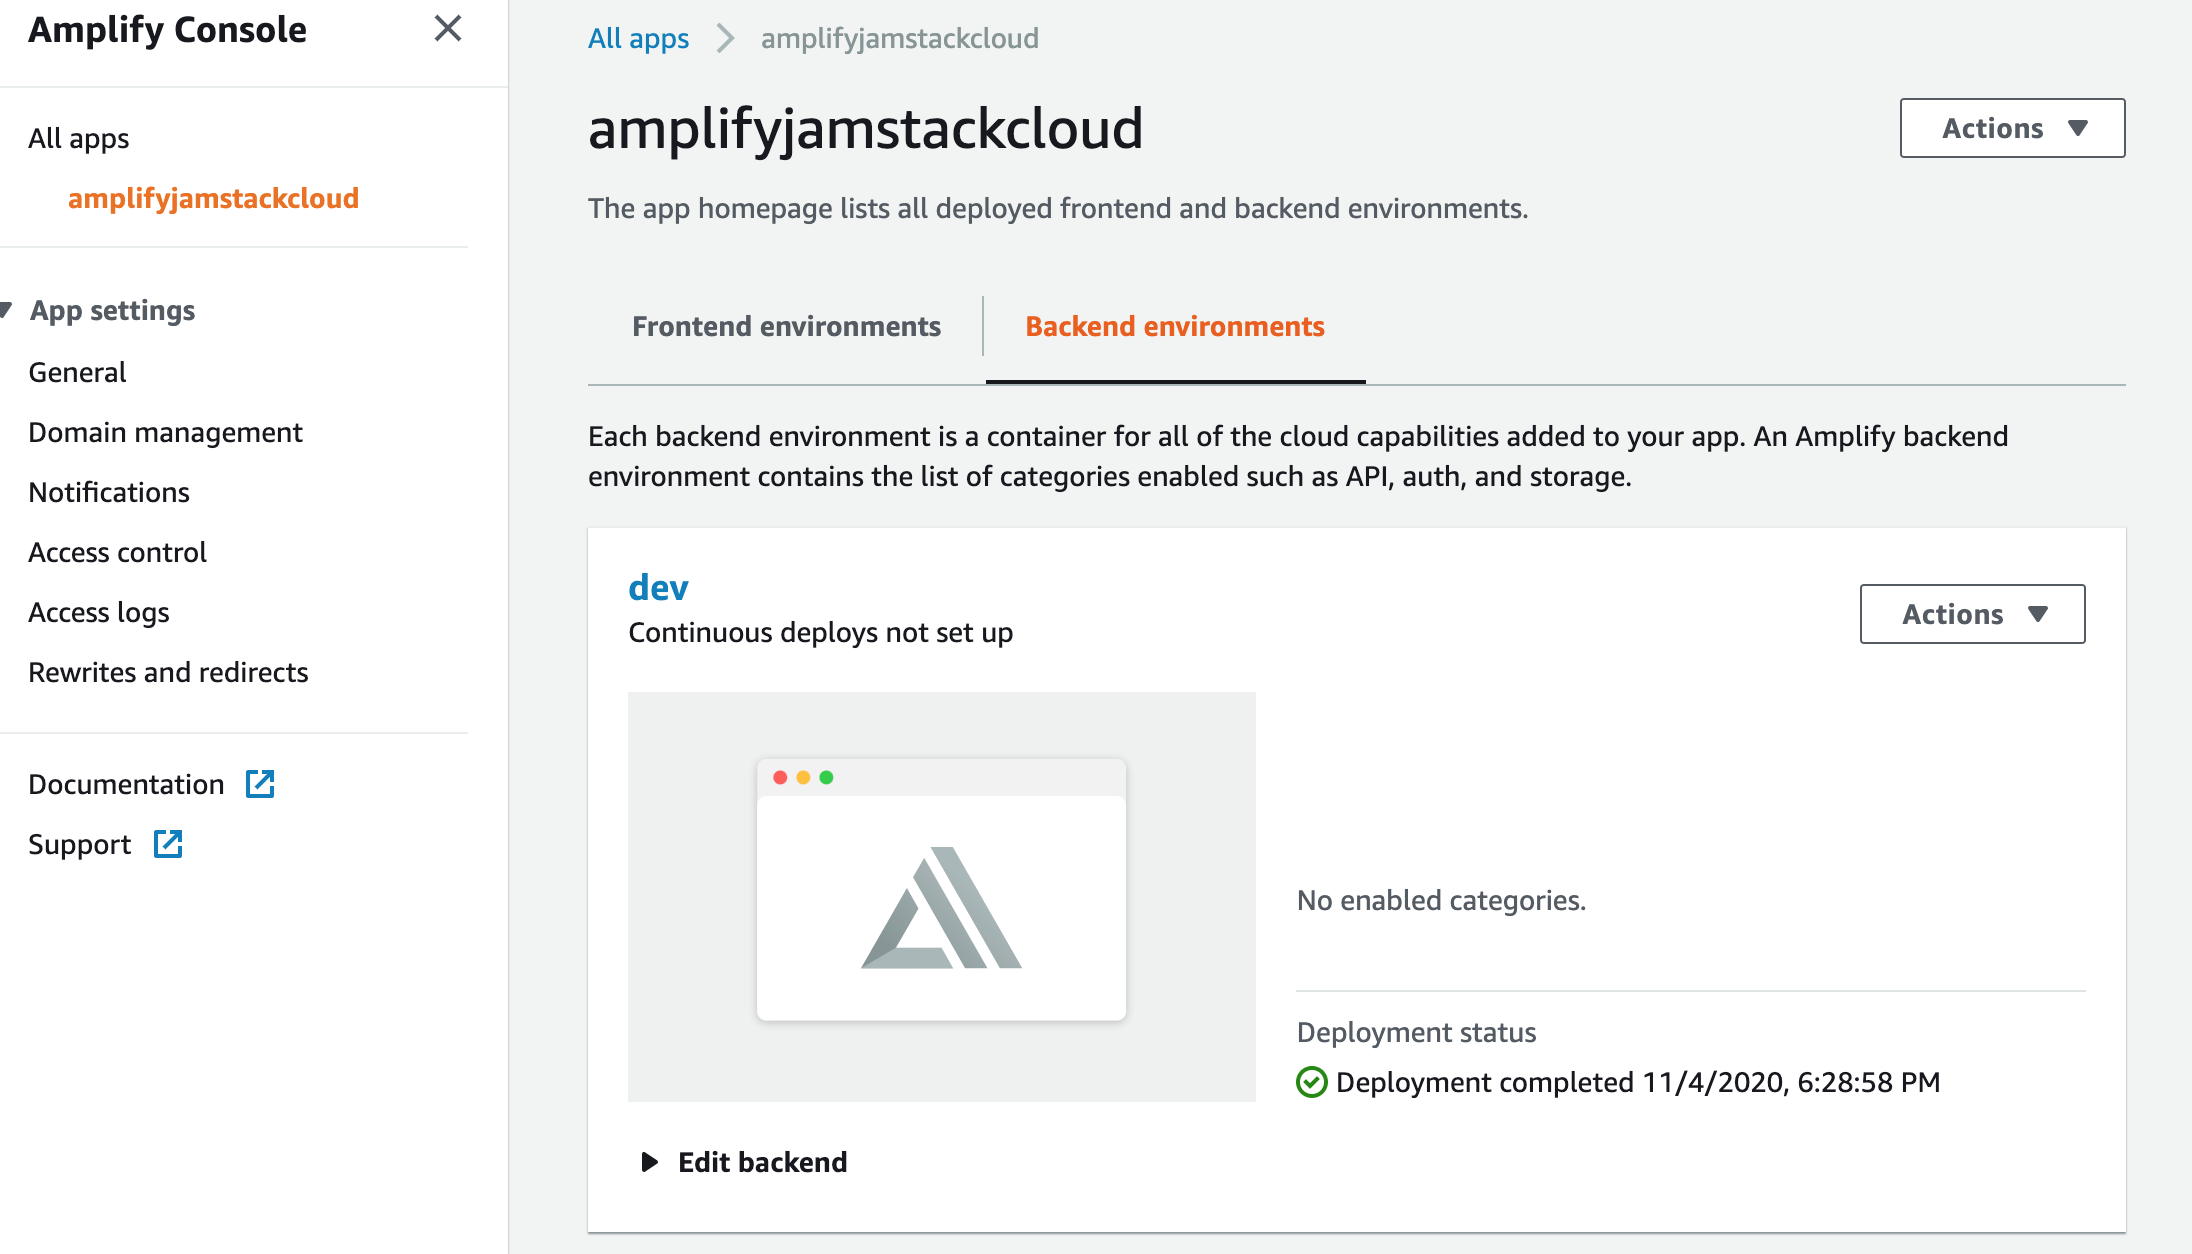 Amplify Console
All apps
amplifyjamstackcloud
App settings
General
Domain management
Notifications
Access control
Access logs
Rewrites and redirects
Documentation
Support
All apps
amplifyjamstackcloud
amplifyjamstackcloud
Actions
The app homepage lists all deployed frontend and backend environments.
Frontend environments
Backend environments
Each backend environment is a container for all of the cloud capabilities added to your app. An Amplify backend
environment contains the list of categories enabled such as API, auth, and storage.
dev
Continuous deploys not set up
Actions
No enabled categories.
Deployment status
Deployment completed 11/4/2020, 6:28:58 PM
Edit backend